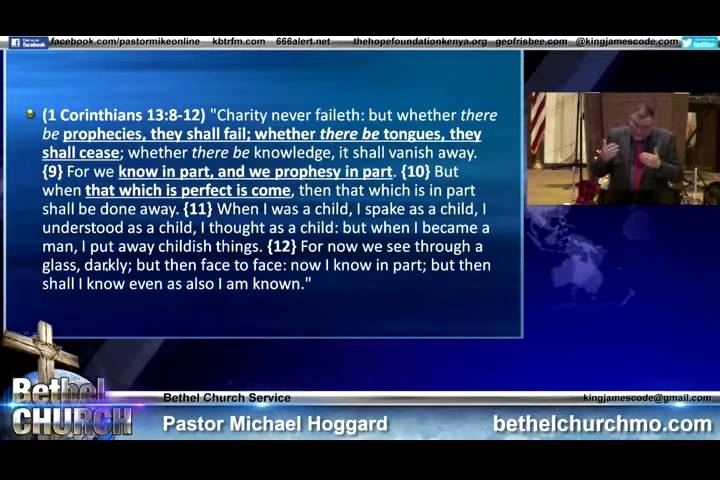 Find us on facebook
facebook.com/pastormikeonline kbtrfm.com 666alert.net thehopefoundationkenya.org geofrisbee.com @kingjamescode.com
(1 Corinthians 13:8-12) "Charity never faileth: but whether there
be prophecies, they shall fail; whether there be tongues, they
shall cease; whether there be knowledge, it shall vanish away.
{9} For we know in part, and we prophesy in part. {10} But
when that which is perfect is come, then that which is in part
shall be done away. {11} When I was a child, I spake as a child, I
understood as a child, I thought as a child: but when I became a
man, I put away childish things. {12} For now we see through a
glass, darkly; but then face to face: now I know in part; but then
shall I know even as also I am known."
Bethel
CHURCH
Bethel Church Service kingjamescode@gmail.com
Pastor Michael Hoggard bethelchurchmo.com